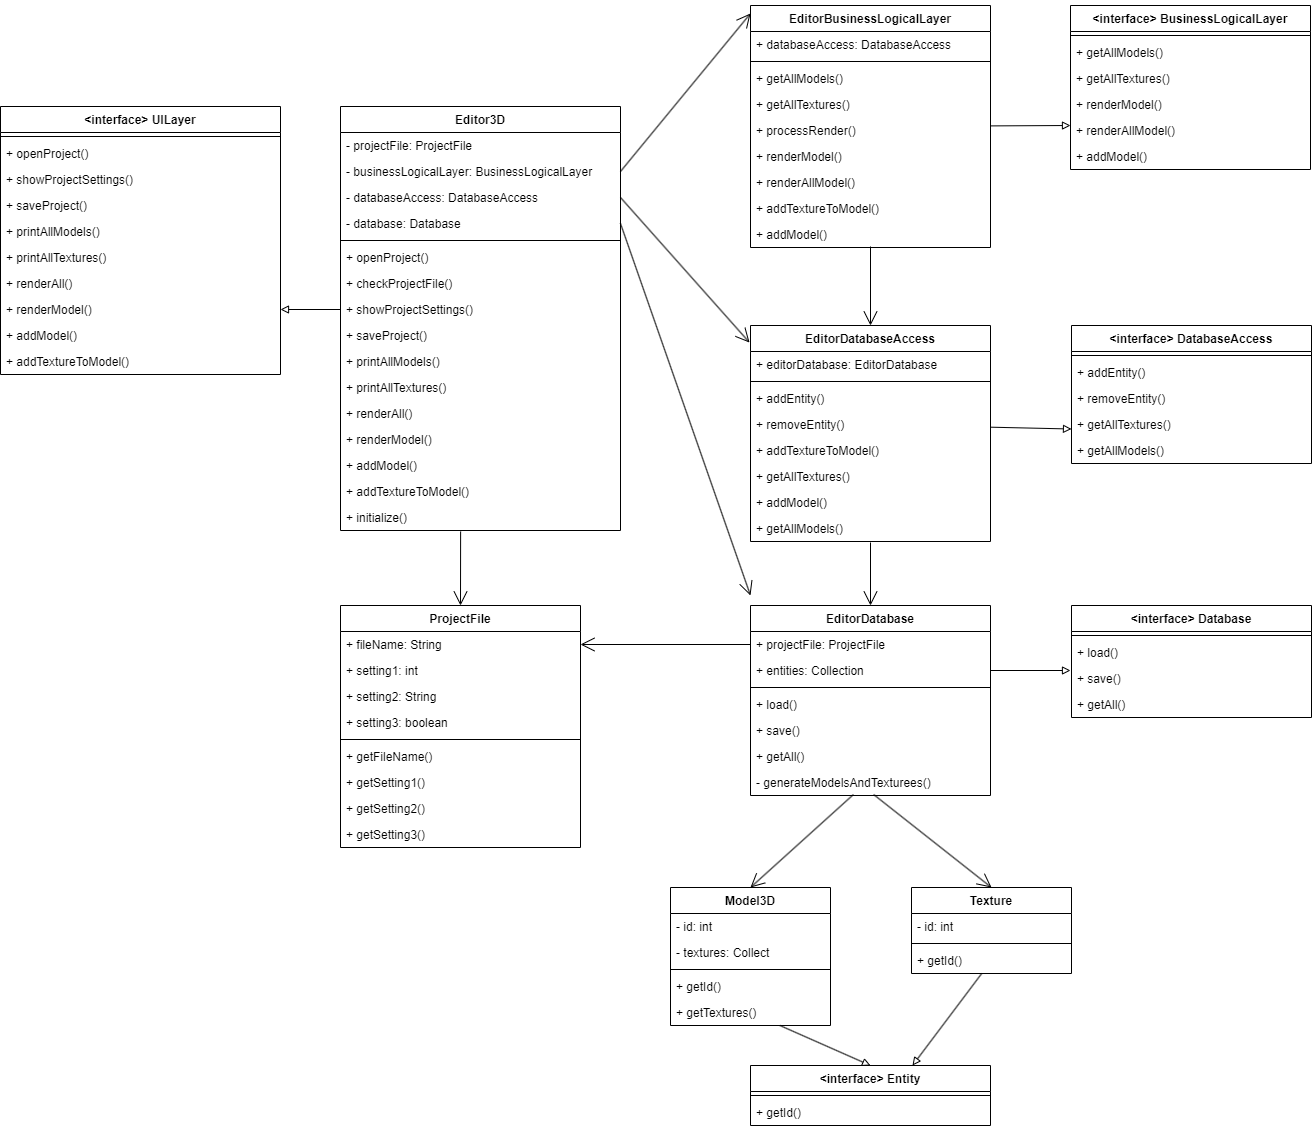 <interface> UILayer
+ openProject()
+ showProjectSettings()
+ saveProject()
+ printAllModels()
+ printAllTextures()
+ renderAll()
+ renderModel()
+ addModel()
+ addTextureToModel()
Editor3D
- projectFile: ProjectFile
- businessLogicalLayer: BusinessLogicalLayer
- databaseAccess: DatabaseAccess
- database: Database
+ openProject()
+ checkProjectFile()
+ showProjectSettings()
+ saveProject()
+ printAllModels()
+ printAllTextures()
+ renderAll()
+ renderModel()
+ addModel()
+ addTextureToModel()
+ initialize()
EditorBusinessLogicalLayer
+ databaseAccess: DatabaseAccess
+ getAllModels()
+ getAllTextures()
+ processRender()
+ renderModel()
+ renderAllModel()
+ addTextureToModel()
+ addModel()
<interface> BusinessLogicalLayer
+ getAllModels()
+ getAllTextures()
+ renderModel()
+ renderAllModel()
+ addModel()
EditorDatabaseAccess
+ editorDatabase: EditorDatabase
+ addEntity()
+ removeEntity()
+ addTextureToModel()
+ getAllTextures()
+ addModel()
+ getAllModels()
<interface> DatabaseAccess
+ addEntity()
+ removeEntity()
+ getAllTextures()
+ getAllModels()
ProjectFile
+ fileName: String
+ setting1: int
+ setting2: String
+ setting3: boolean
+ getFileName()
+ getSetting1()
+ getSetting2()
+ getSetting3()
EditorDatabase
+ projectFile: ProjectFile
+ entities: Collection
+ load()
+ save()
+ getAll()
- generateModelsAndTexturees()
<interface> Database
+ load()
+ save()
+ getAll()
Model3D
- id: int
- textures: Collect
+ getId()
+ getTextures()
Texture
- id: int
+ getId()
<interface> Entity
+ getId()